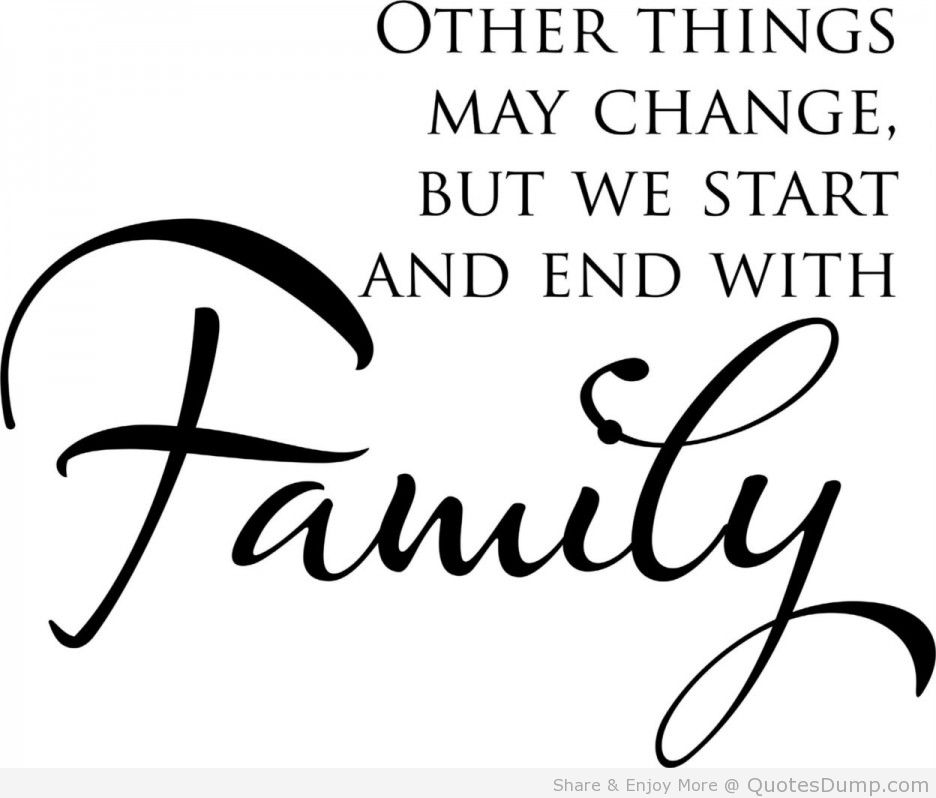 OTHER THINGS
MAY CHANGE,
BUT WE START
AND END WITH
Family
Share & Enjoy More @ QuotesDump.com